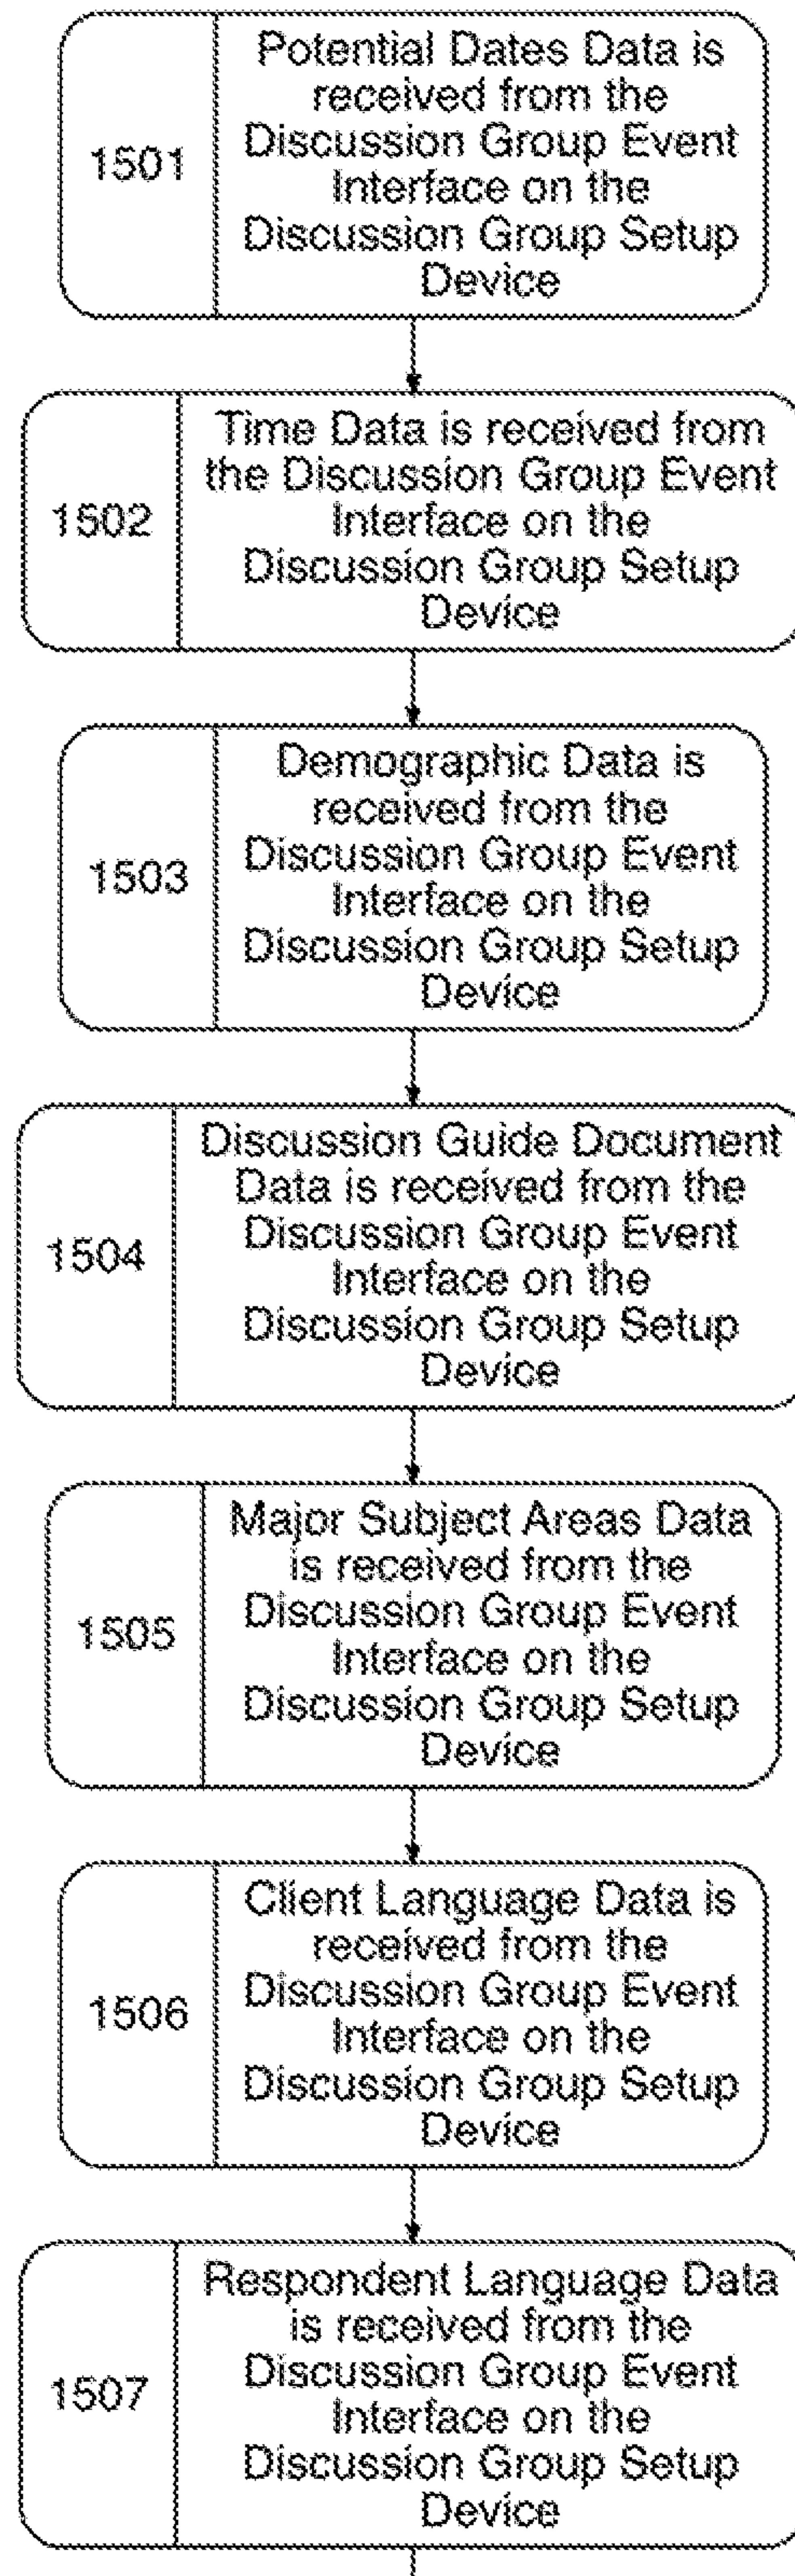 1501
Potential Dates Data is
received from the
Discussion Group Event
Interface on the
Discussion Group Setup
Device
1502
Time Data is received from
the Discussion Group Event
Interface on the
Discussion Group Setup
Device
1503
Demographic Data is
received from the
Discussion Group Event
Interface on the
Discussion Group Setup
Device
1504
Discussion Guide Document
Data is received from the
Discussion Group Event
Interface on the
Discussion Group Setup
Device
1505
Major Subject Areas Data
is received from the
Discussion Group Event
Interface on the
Discussion Group Setup
Device
1506
Client Language Data is
received from the
Discussion Group Event
Interface on the
Discussion Group Setup
Device
1507
Respondent Language Data
is received from the
Discussion Group Event
Interface on the
Discussion Group Setup
Device